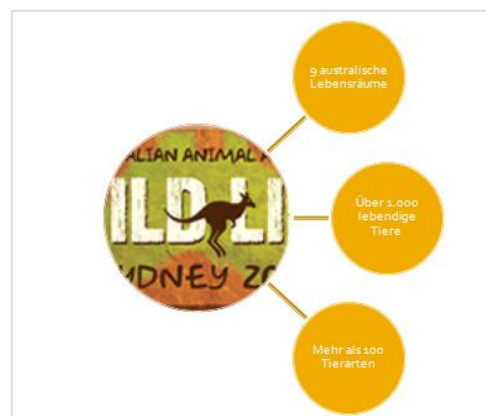 9 australische
Lebensräume
ALIAN ANIMAL
ILD LI
YDNEY ZO
Über 1.000
lebendige
Tiere
Mehr als 100
Tierarten